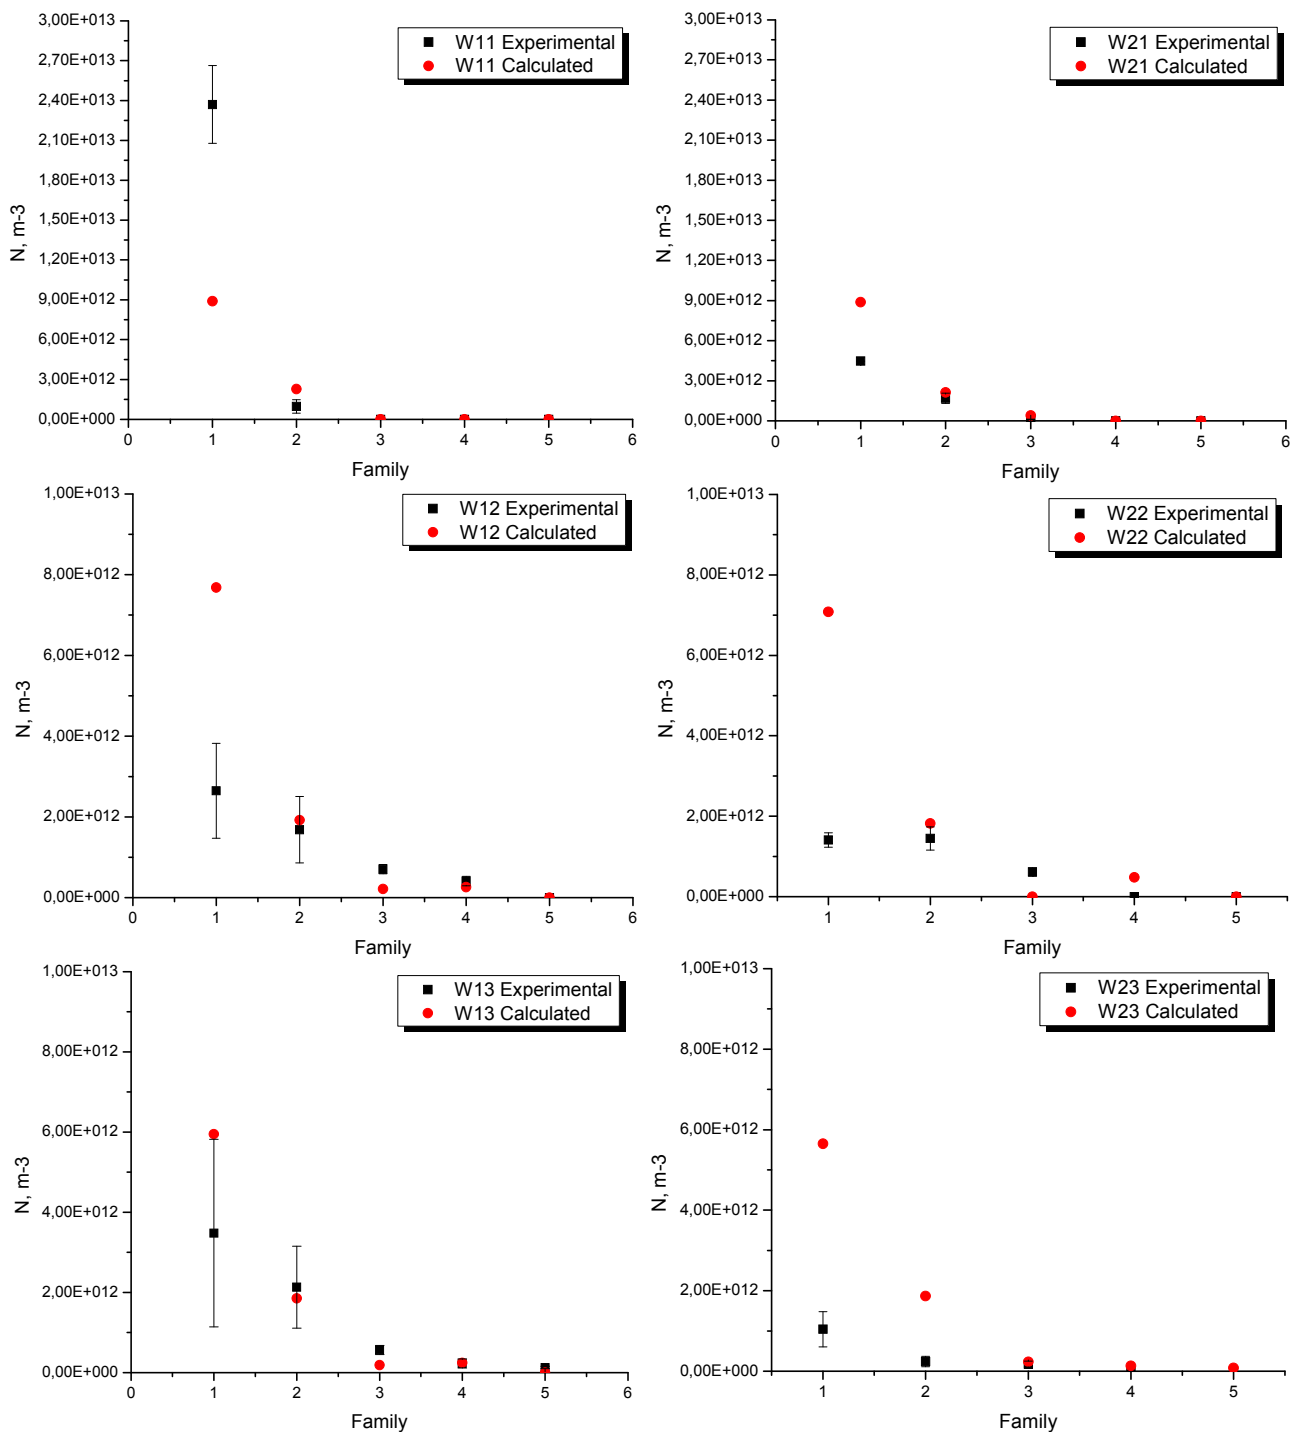 W11 Experimental
W11 Calculated
3,00E+013
2,70E+013
2,40E+013
2,10E+013
1,80E+013
1,50E+013
1,20E+013
9,00E+012
6,00E+012
3,00E+012
0,00E+000
N, m-3
0 1 2 3 4 5 6
Family
W21 Experimental
W21 Calculated
3,00E+013
2,70E+013
2,40E+013
2,10E+013
1,80E+013
1,50E+013
1,20E+013
9,00E+012
6,00E+012
3,00E+012
0,00E+000
N, m-3
0 1 2 3 4 5 6
Family
W12 Experimental
W12 Calculated
1,00E+013
8,00E+012
6,00E+012
4,00E+012
2,00E+012
0,00E+000
N, m-3
0 1 2 3 4 5 6
Family
W22 Experimental
W22 Calculated
1,00E+013
8,00E+012
6,00E+012
4,00E+012
2,00E+012
0,00E+000
N, m-3
1 2 3 4 5
Family
W13 Experimental
W13 Calculated
1,00E+013
8,00E+012
6,00E+012
4,00E+012
2,00E+012
0,00E+000
N, m-3
0 1 2 3 4 5 6
Family
W23 Experimental
W23 Calculated
1,00E+013
8,00E+012
6,00E+012
4,00E+012
2,00E+012
0,00E+000
N, m-3
1 2 3 4 5
Family